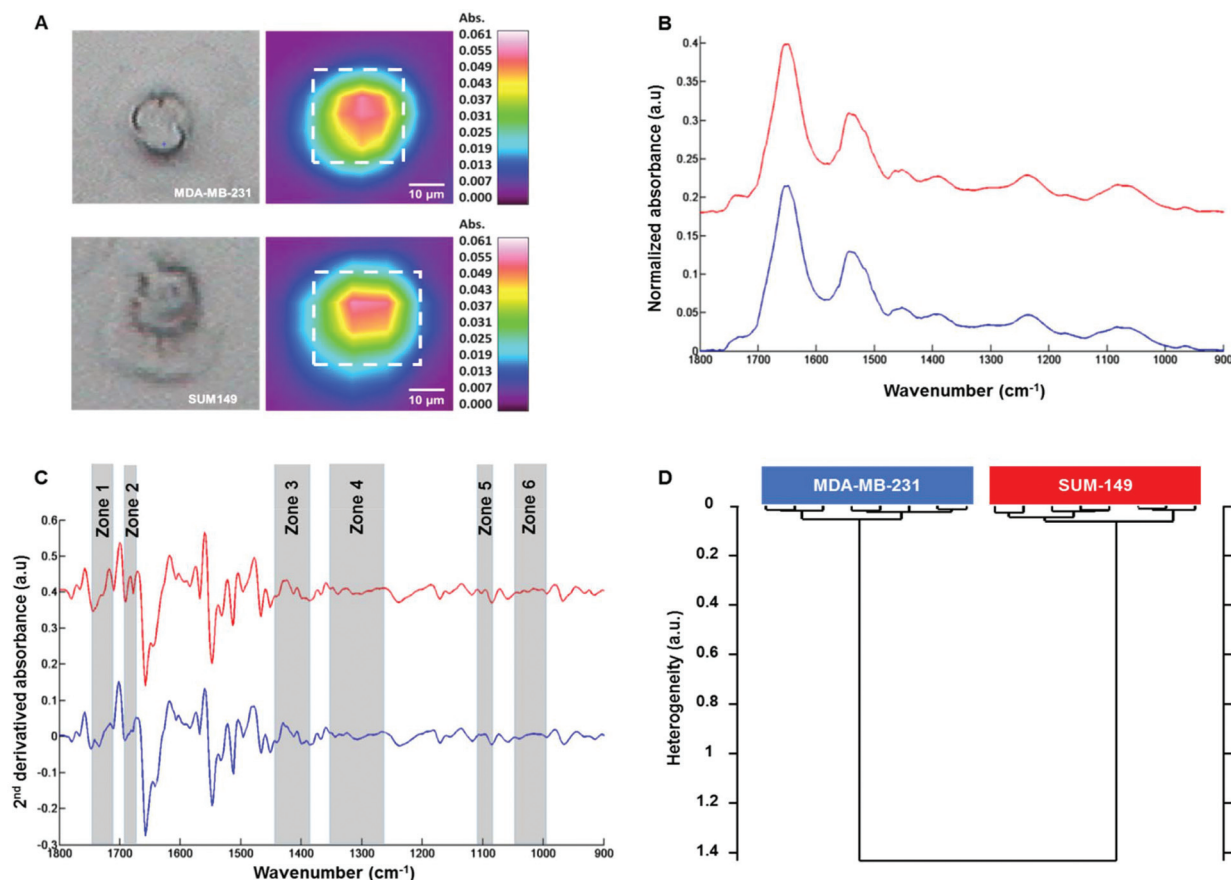 A
Abs.
0.061
0.055
0.049
0.043
0.037
0.031
0.025
0.019
0.013
0.007
0.000
MDA-MB-231
10 µm
Abs.
0.061
0.055
0.049
0.043
0.037
0.031
0.025
0.019
0.013
0.007
0.000
SUM149
10 µm
B
Normalized absorbance (a.u)
0.4
0.35
0.3
0.25
0.2
0.15
0.1
0.05
0
1800 1700 1600 1500 1400 1300 1200 1100 1000 900
Wavenumber (cm-1)
C
Zone 1
Zone 2
Zone 3
Zone 4
Zone 5
Zone 6
2nd derivatived absorbance (a.u)
0.6
0.5
0.4
0.3
0.2
0.1
0
-0.1
-0.2
-0.3
1800 1700 1600 1500 1400 1300 1200 1100 1000 900
Wavenumber (cm-1)
D
MDA-MB-231 SUM-149
Heterogeneity (a.u.)
0
0.2
0.4
0.6
0.8
1
1.2
1.4